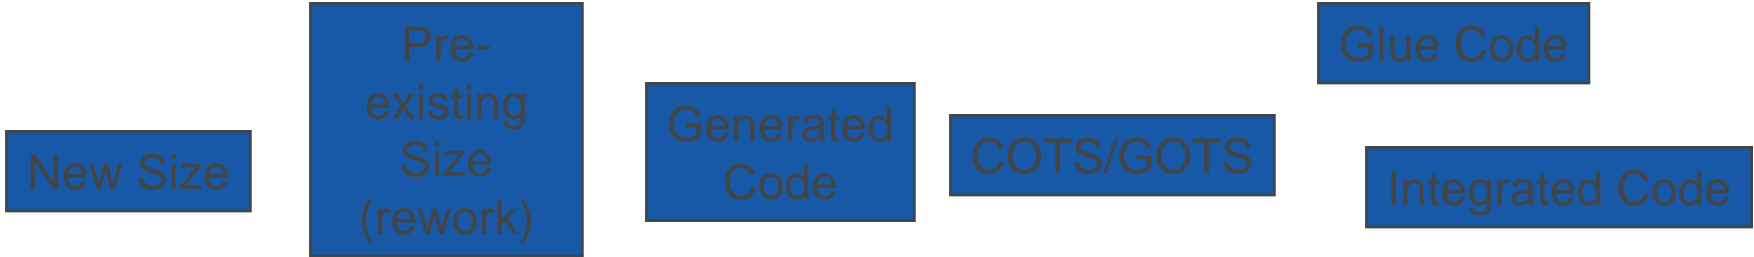 New Size
Pre-
existing
Size
(rework)
Generated
Code
COTS/GOTS
Glue Code
Integrated Code